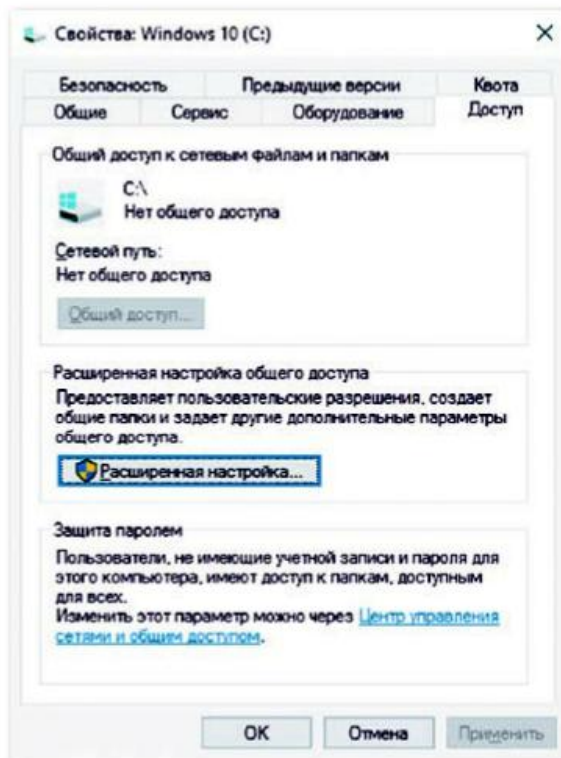 Свойства: Windows 10 (C:)
Безопасность Предыдущие версии Квота
Общие Сервис Оборудование Доступ
Общий доступ к сетевым файлам и папкам
C:\
Нет общего доступа
Сетевой путь:
Нет общего доступа
Общий доступ...
Расширенная настройка общего доступа
Предоставляет пользовательские разрешения, создает
общие папки и задает другие дополнительные параметры
общего доступа.
Расширенная настройка...
Защита паролем
Пользователи, не имеющие учетной записи и пароля для
этого компьютера, имеют доступ к папкам, доступным
для всех.
Изменить этот параметр можно через Центр управления
сетями и общим доступом.
ОК Отмена Применить